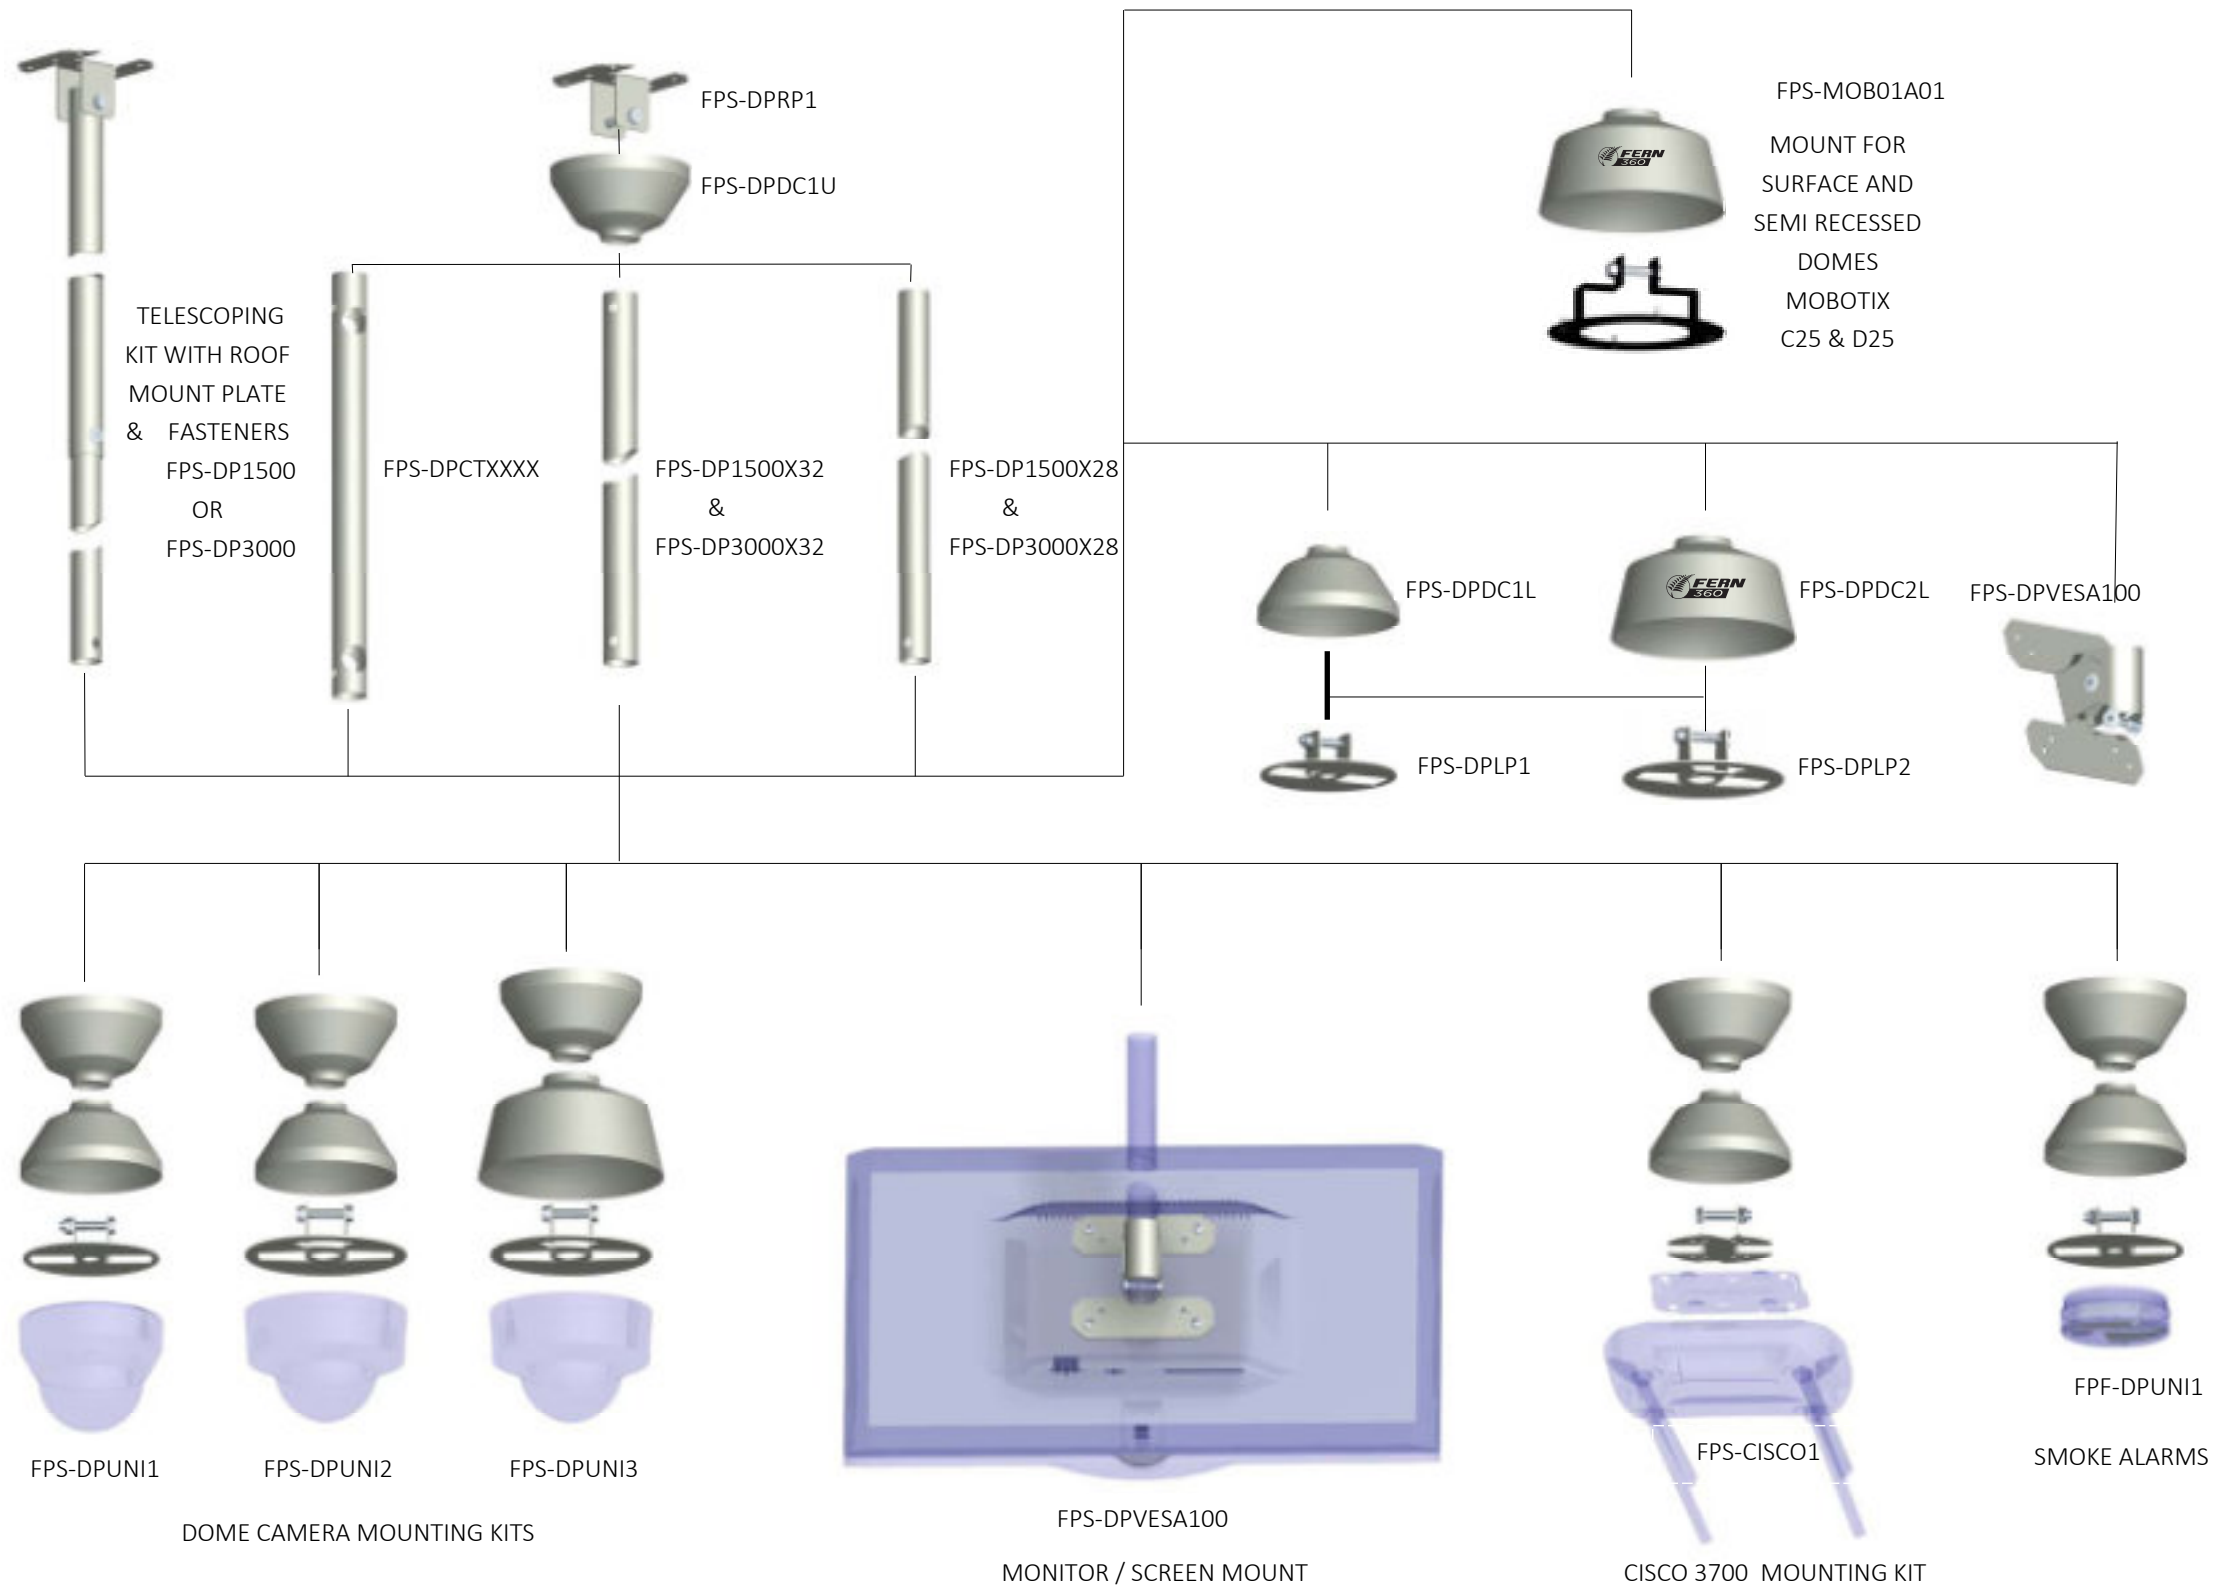 FPS-DPRP1
FPS-DPDC1U
FPS-MOB01A01
MOUNT FOR
SURFACE AND
SEMI RECESSED
DOMES
MOBOTIX
C25 & D25
FERN
360
TELESCOPING
KIT WITH ROOF
MOUNT PLATE
& FASTENERS
FPS-DP1500
OR
FPS-DP3000
FPS-DPCTXXXX
FPS-DP1500X32
&
FPS-DP3000X32
FPS-DP1500X28
&
FPS-DP3000X28
FPS-DPDC1L
FERN
360
FPS-DPDC2L
FPS-DPVESA100
FPS-DPLP1
FPS-DPLP2
FPS-DPUNI1
FPS-DPUNI2
FPS-DPUNI3
DOME CAMERA MOUNTING KITS
FPS-DPVESA100
MONITOR / SCREEN MOUNT
FPS-CISCO1
CISCO 3700 MOUNTING KIT
FPF-DPUNI1
SMOKE ALARMS